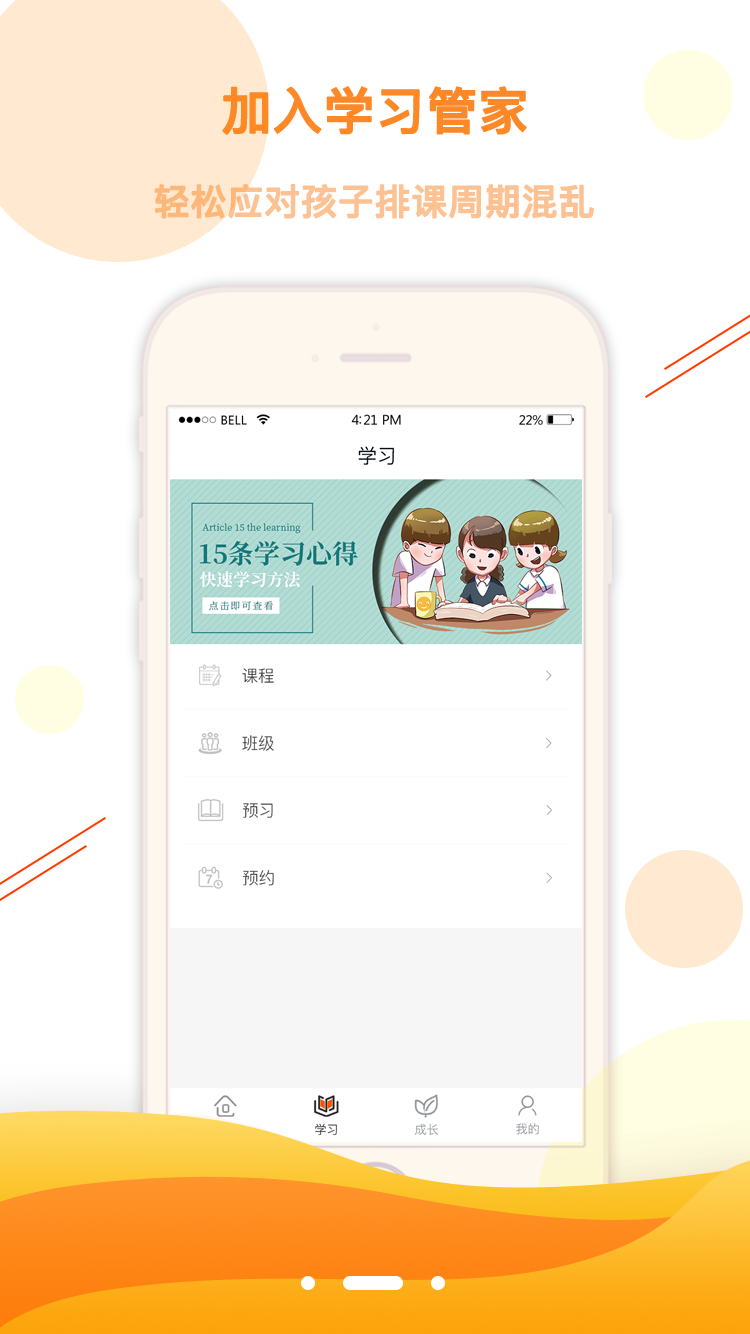 加入学习管家
轻松应对孩子排课周期混乱
BELL 4:21 PM 22%
学习
Article 15 the learning
15条学习心得
快速学习方法
点击即可查看
课程
班级
预习
7 预约
学习 成长 我的